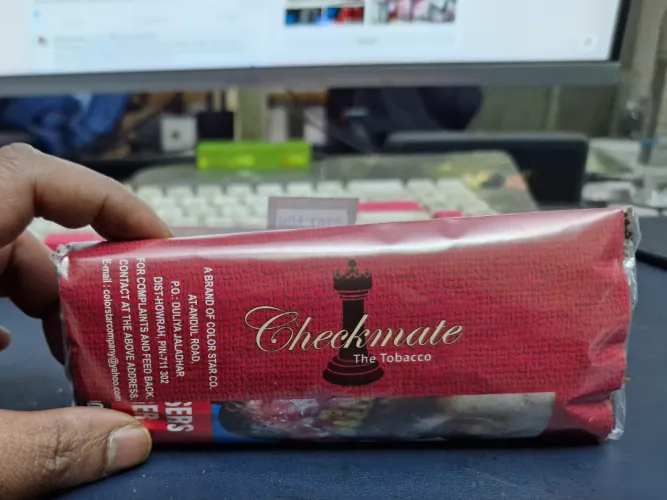 Checkmate
The Tobacco
A BRAND OF COLOR STAR CO.
AT-ANDUL ROAD
P.O.: DULIYA JALADHAR
DIST-HOWRAH, PIN-711 302
FOR COMPLAINTS AND FEED BACK
CONTACT AT THE ABOVE ADDRESS.
E-mail : colorstarcompany@yahoo.com